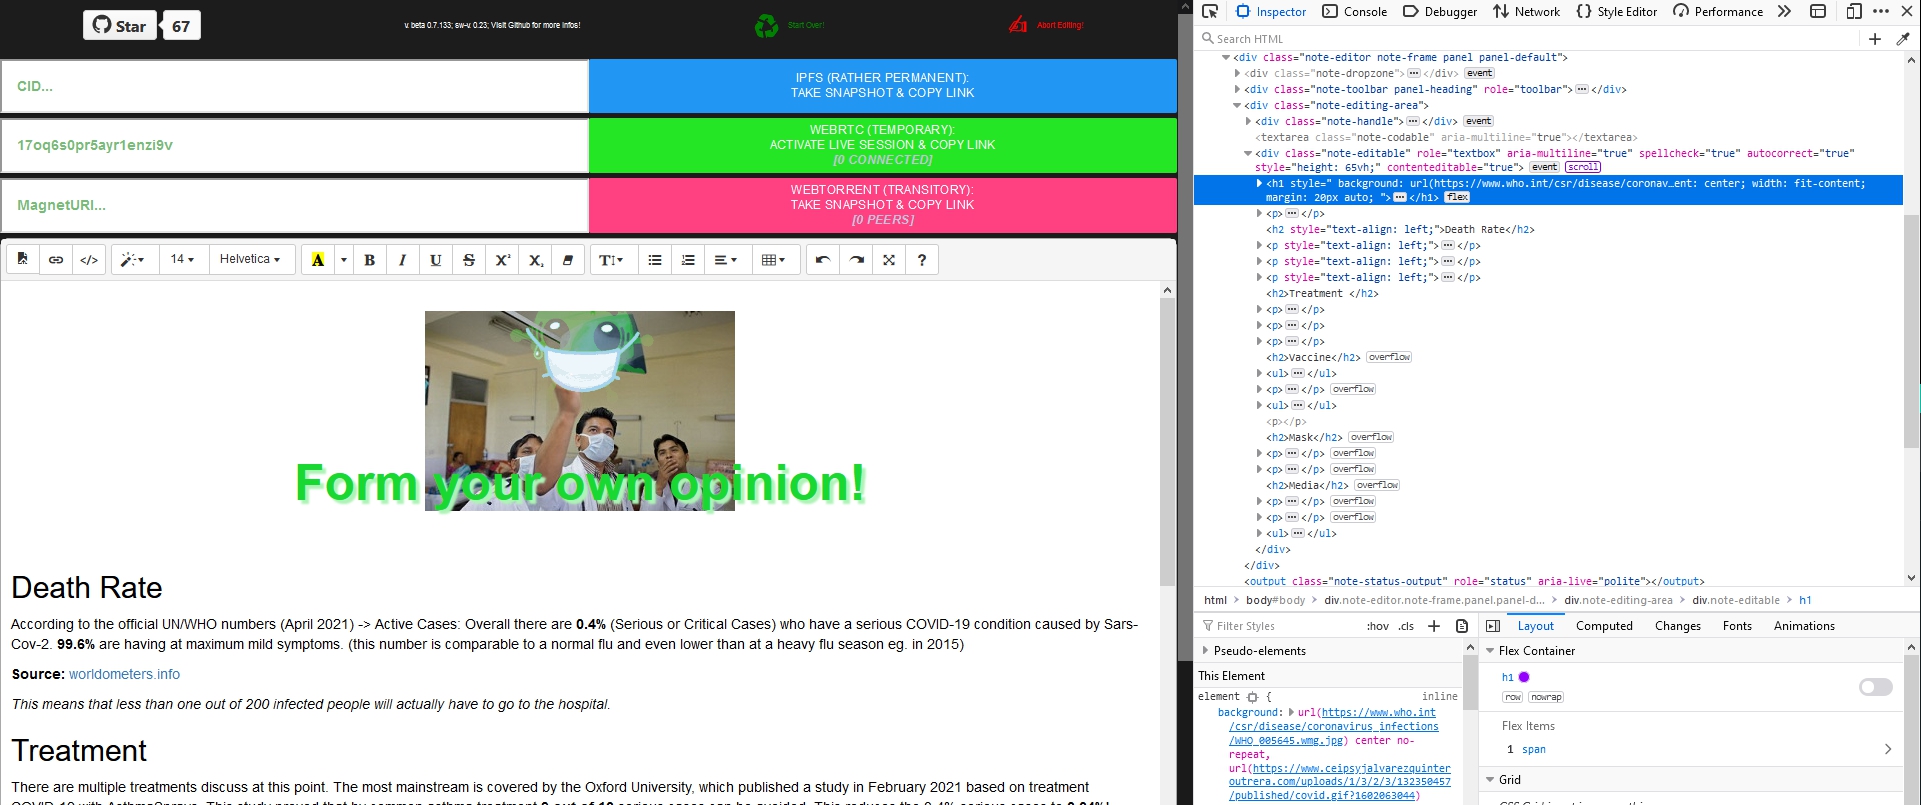 Star 67
v. beta 0.7.133; sw-v. 0.23; Visit Github for more infos!
Start Over!
Abort Editing!
CID...
IPFS (RATHER PERMANENT):
TAKE SNAPSHOT & COPY LINK
17oq6s0pr5ayr1enzi9v
WEBRTC (TEMPORARY):
ACTIVATE LIVE SESSION & COPY LINK
[0 CONNECTED]
MagnetURI...
WEBTORRENT (TRANSITORY):
TAKE SNAPSHOT & COPY LINK
[0 PEERS]
</> 14 Helvetica A B I U S X² X₂ T ?
Form your own opinion!
Death Rate
According to the official UN/WHO numbers (April 2021) -> Active Cases: Overall there are 0.4% (Serious or Critical Cases) who have a serious COVID-19 condition caused by Sars-
Cov-2. 99.6% are having at maximum mild symptoms. (this number is comparable to a normal flu and even lower than at a heavy flu season eg. in 2015)
Source: worldometers.info
This means that less than one out of 200 infected people will actually have to go to the hospital.
Treatment
There are multiple treatments discuss at this point. The most mainstream is covered by the Oxford University, which published a study in February 2021 based on treatment
Inspector Console Debugger Network Style Editor Performance
Search HTML
<div class="note-editor note-frame panel panel-default">
<div class="note-dropzone"> ••• </div> event
<div class="note-toolbar panel-heading" role="toolbar"> ••• </div>
<div class="note-editing-area">
<div class="note-handle"> ••• </div> event
<textarea class="note-codable" aria-multiline="true"></textarea>
<div class="note-editable" role="textbox" aria-multiline="true" spellcheck="true" autocorrect="true"
style="height: 65vh;" contenteditable="true"> event scroll
<h1 style=" background: url(https://www.who.int/csr/disease/coronav…ent: center; width: fit-content;
margin: 20px auto; "> ••• </h1> flex
<p> ••• </p>
<h2 style="text-align: left;">Death Rate</h2>
<p style="text-align: left;"> ••• </p>
<p style="text-align: left;"> ••• </p>
<p style="text-align: left;"> ••• </p>
<h2>Treatment </h2>
<p> ••• </p>
<p> ••• </p>
<p> ••• </p>
<h2>Vaccine</h2> overflow
<ul> ••• </ul>
<p> ••• </p> overflow
<ul> ••• </ul>
<p></p>
<h2>Mask</h2> overflow
<p> ••• </p> overflow
<p> ••• </p> overflow
<h2>Media</h2> overflow
<p> ••• </p> overflow
<p> ••• </p> overflow
<ul> ••• </ul>
</div>
</div>
<output class="note-status-output" role="status" aria-live="polite"></output>
html > body#body > div.note-editor.note-frame.panel.panel-d... > div.note-editing-area > div.note-editable > h1
Filter Styles :hov .cls
Pseudo-elements
This Element
element { inline
background: url(https://www.who.int
/csr/disease/coronavirus_infections
/WHO_005645.wmg.jpg) center no-
repeat,
url(https://www.ceipsyjalvarezquinter
outrera.com/uploads/1/3/2/3/132350457
/published/covid.gif?1602063044)
Layout Computed Changes Fonts Animations
Flex Container
h1
row nowrap
Flex Items
1 span
Grid